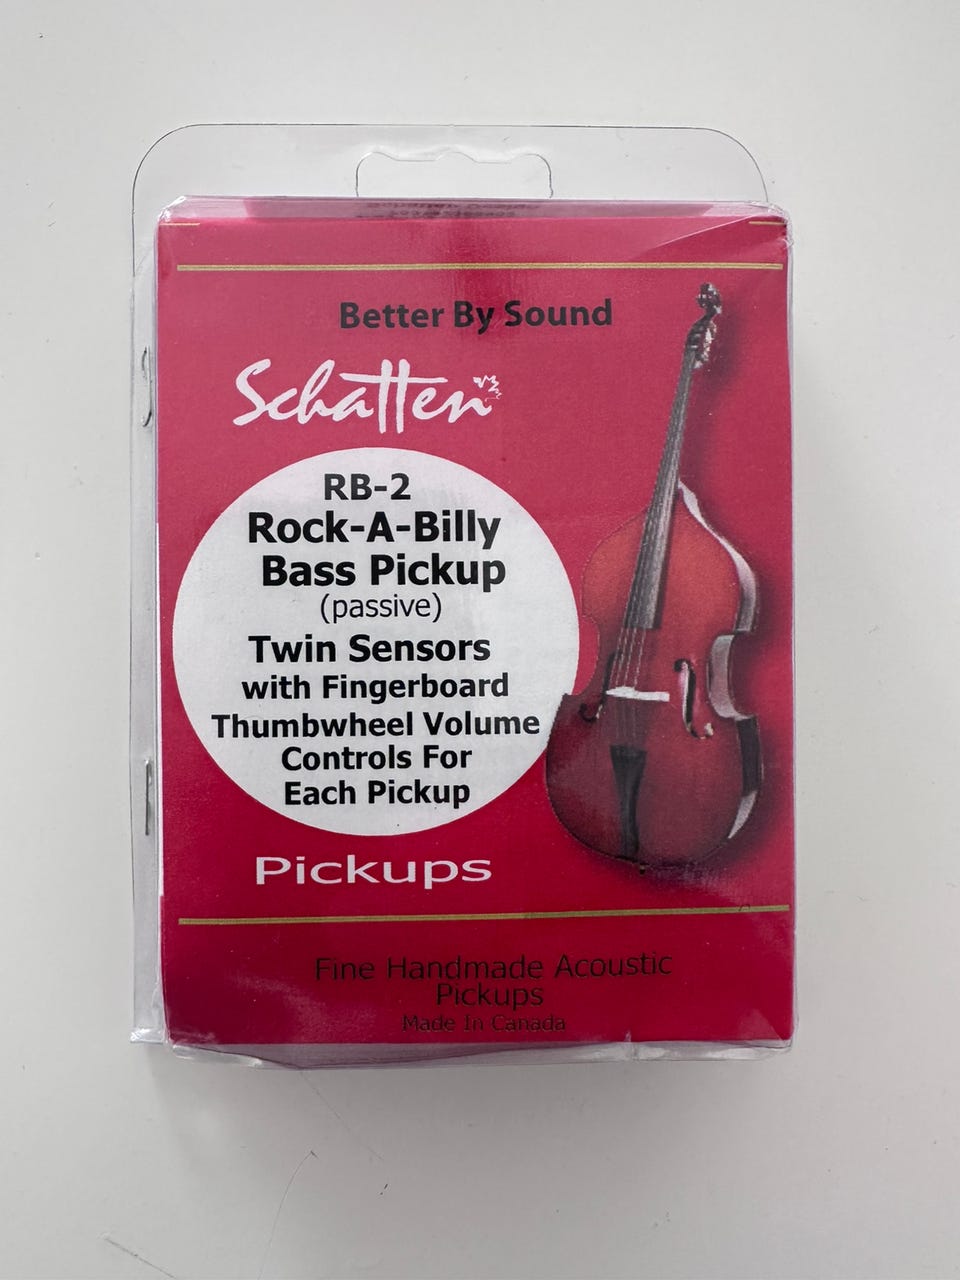 Better By Sound
Schatten
RB-2
Rock-A-Billy
Bass Pickup
(passive)
Twin Sensors
with Fingerboard
Thumbwheel Volume
Controls For
Each Pickup
Pickups
Fine Handmade Acoustic
Pickups
Made In Canada